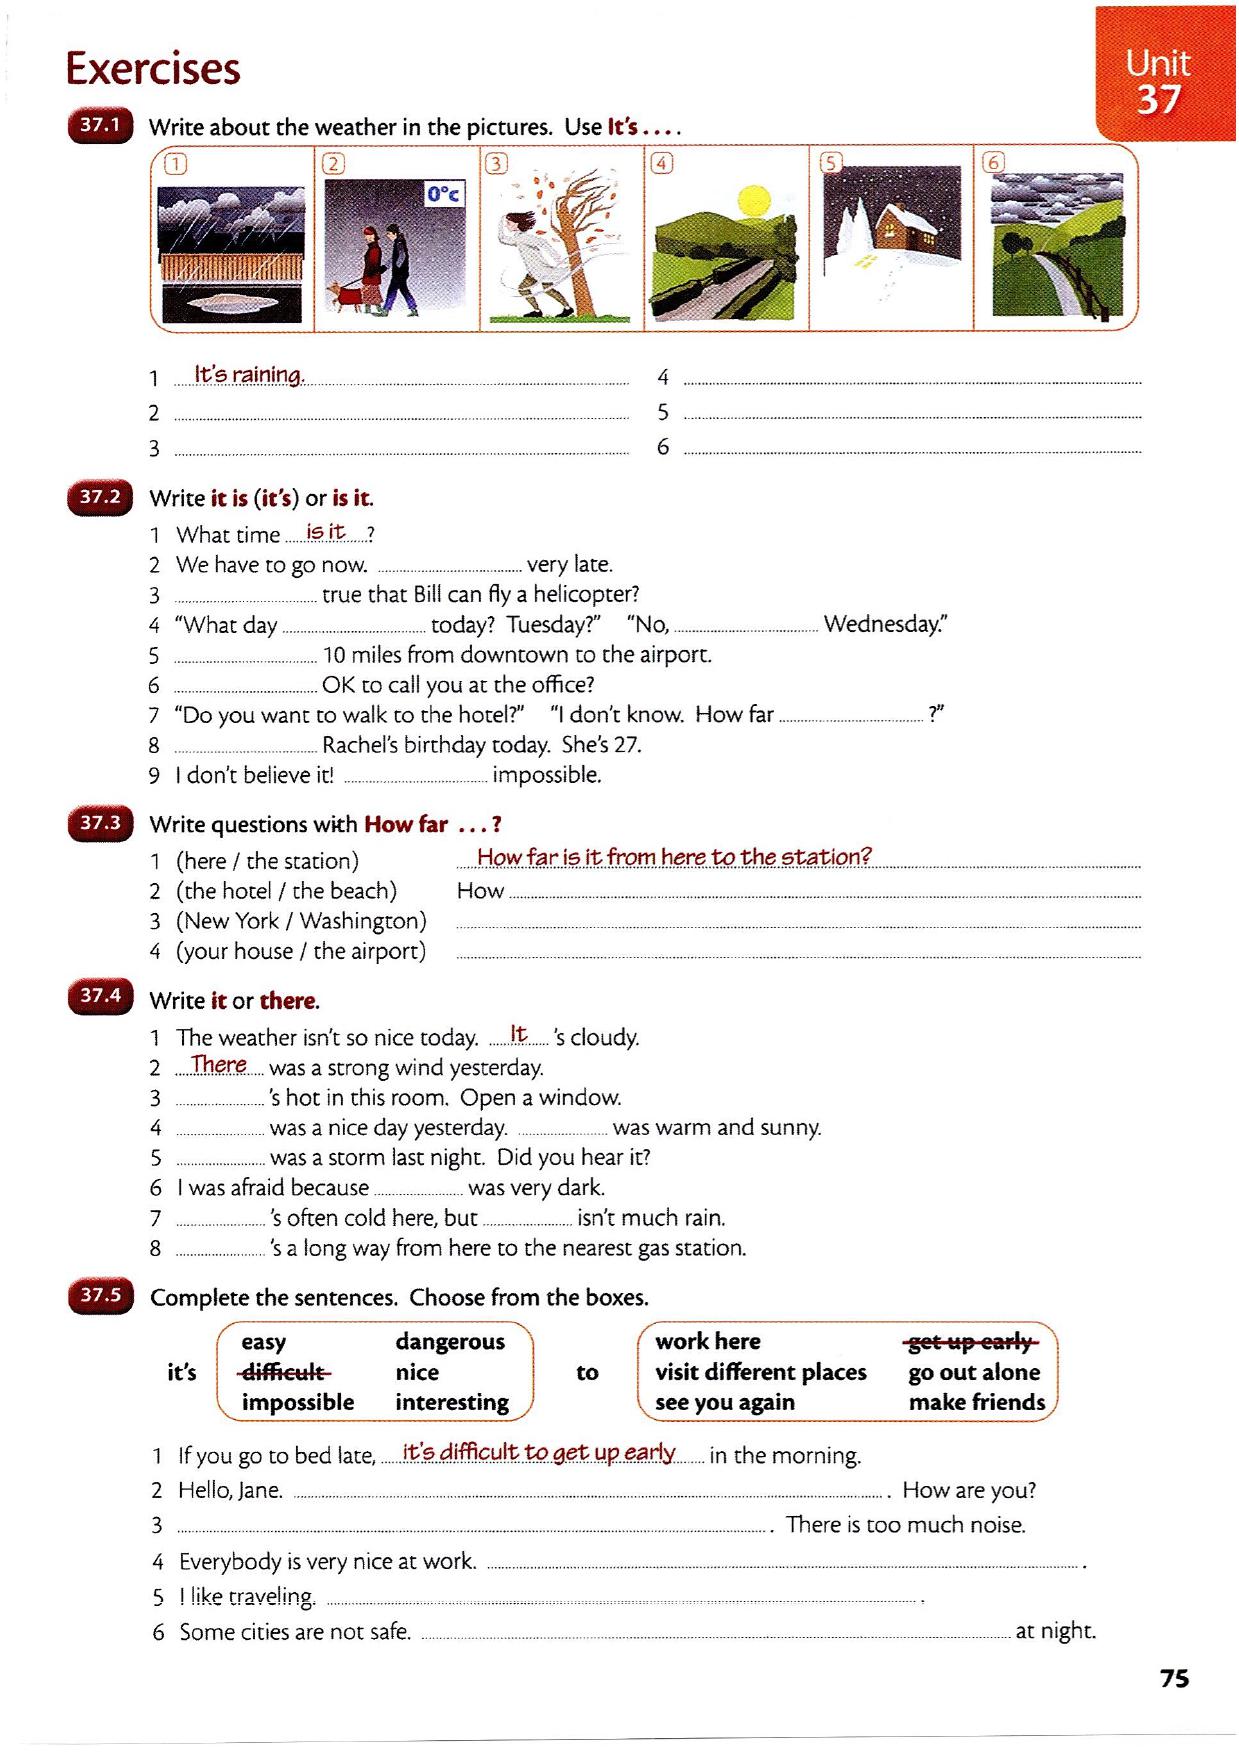 Exercises
Unit
37
37.1 Write about the weather in the pictures. Use It's . . . .
1 2 3 4 5 6
0°c
1 It's raining. 4
2 5
3 6
37.2 Write it is (it's) or is it.
1 What time is it ?
2 We have to go now. very late.
3 true that Bill can fly a helicopter?
4 "What day today? Tuesday?" "No, Wednesday."
5 10 miles from downtown to the airport.
6 OK to call you at the office?
7 "Do you want to walk to the hotel?" "I don't know. How far ?"
8 Rachel's birthday today. She's 27.
9 I don't believe it! impossible.
37.3 Write questions with How far . . . ?
1 (here / the station) How far is it from here to the station?
2 (the hotel / the beach) How
3 (New York / Washington)
4 (your house / the airport)
37.4 Write it or there.
1 The weather isn't so nice today. It 's cloudy.
2 There was a strong wind yesterday.
3 's hot in this room. Open a window.
4 was a nice day yesterday. was warm and sunny.
5 was a storm last night. Did you hear it?
6 I was afraid because was very dark.
7 's often cold here, but isn't much rain.
8 's a long way from here to the nearest gas station.
37.5 Complete the sentences. Choose from the boxes.
easy dangerous work here get up early
it's difficult nice to visit different places go out alone
impossible interesting see you again make friends
1 If you go to bed late, it's difficult to get up early in the morning.
2 Hello, Jane. . How are you?
3 . There is too much noise.
4 Everybody is very nice at work. .
5 I like traveling. .
6 Some cities are not safe. at night.
75